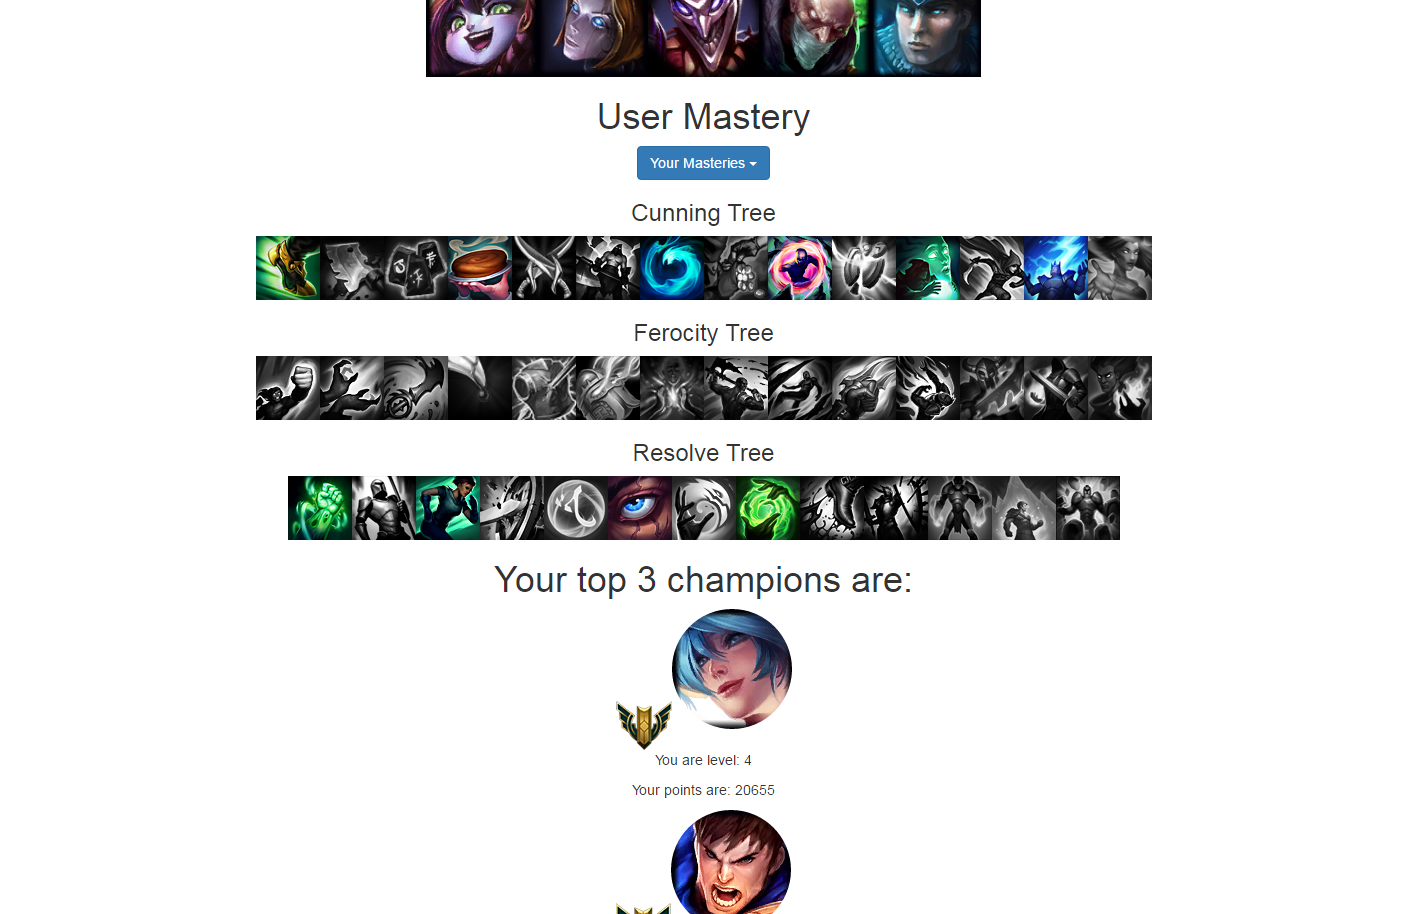 User Mastery
Your Masteries
Cunning Tree
Ferocity Tree
Resolve Tree
Your top 3 champions are:
You are level: 4
Your points are: 20655